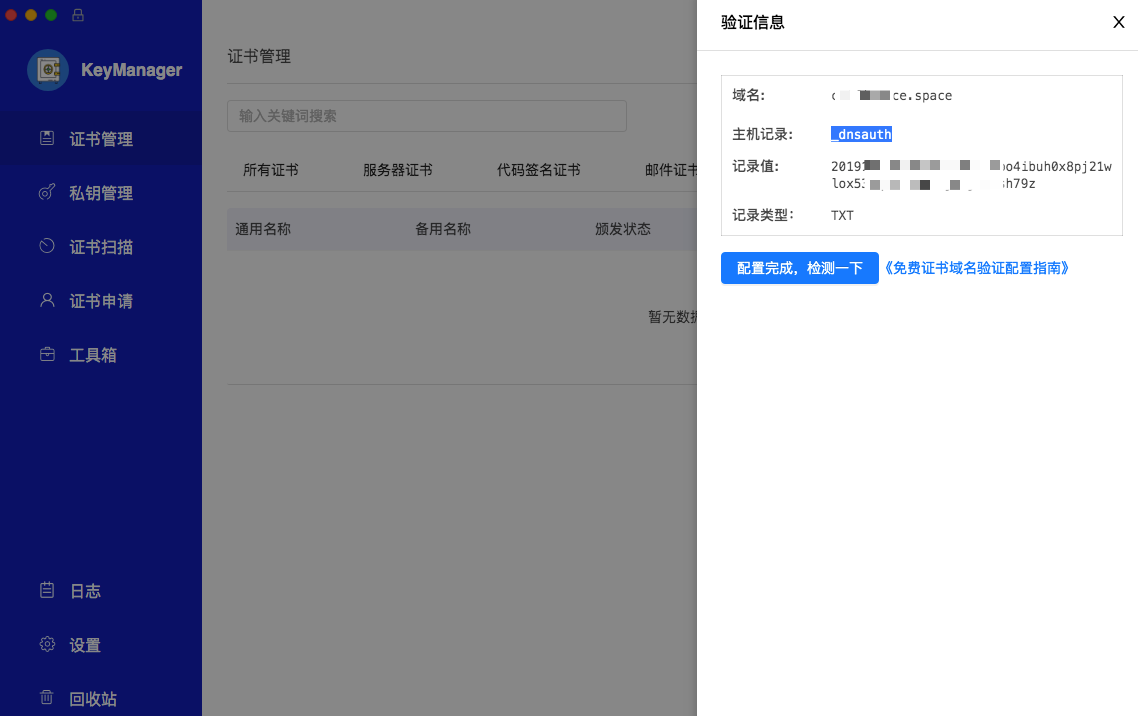 KeyManager
证书管理
私钥管理
证书扫描
证书申请
工具箱
日志
设置
回收站
证书管理
输入关键词搜索
所有证书 服务器证书 代码签名证书 邮件证书
通用名称 备用名称 颁发状态
暂无数据
验证信息
域名: ce.space
主机记录: _dnsauth
记录值: 2019 o4ibuh0x8pj21w
lox5 h79z
记录类型: TXT
配置完成，检测一下 《免费证书域名验证配置指南》